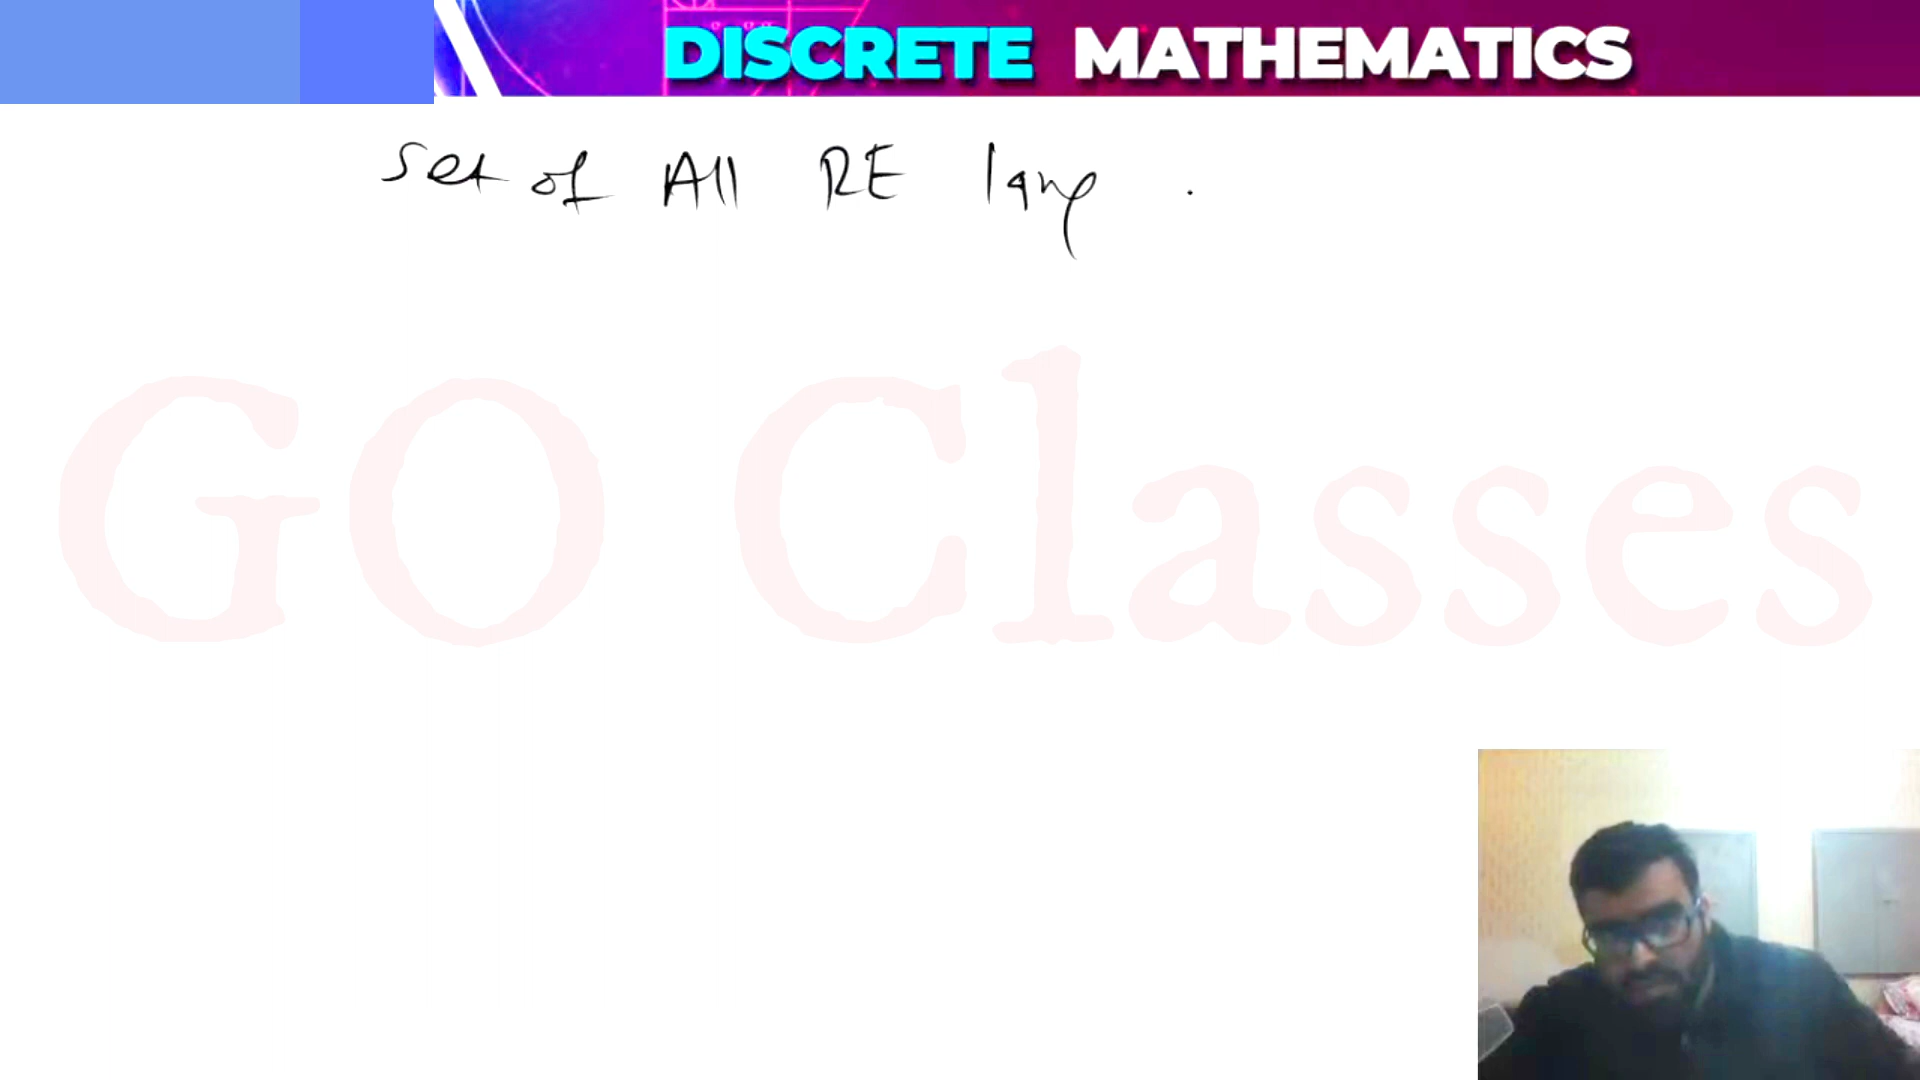 DISCRETE MATHEMATICS
Set of All RE lang .
GO Classes